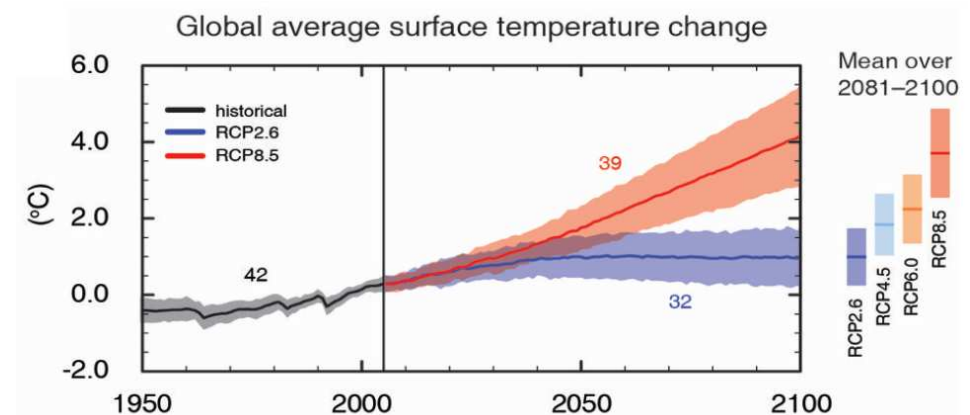 Global average surface temperature change
6.0
4.0
2.0
0.0
-2.0
(°C)
historical
RCP2.6
RCP8.5
42
39
32
1950
2000
2050
2100
Mean over
2081–2100
RCP2.6
RCP4.5
RCP6.0
RCP8.5